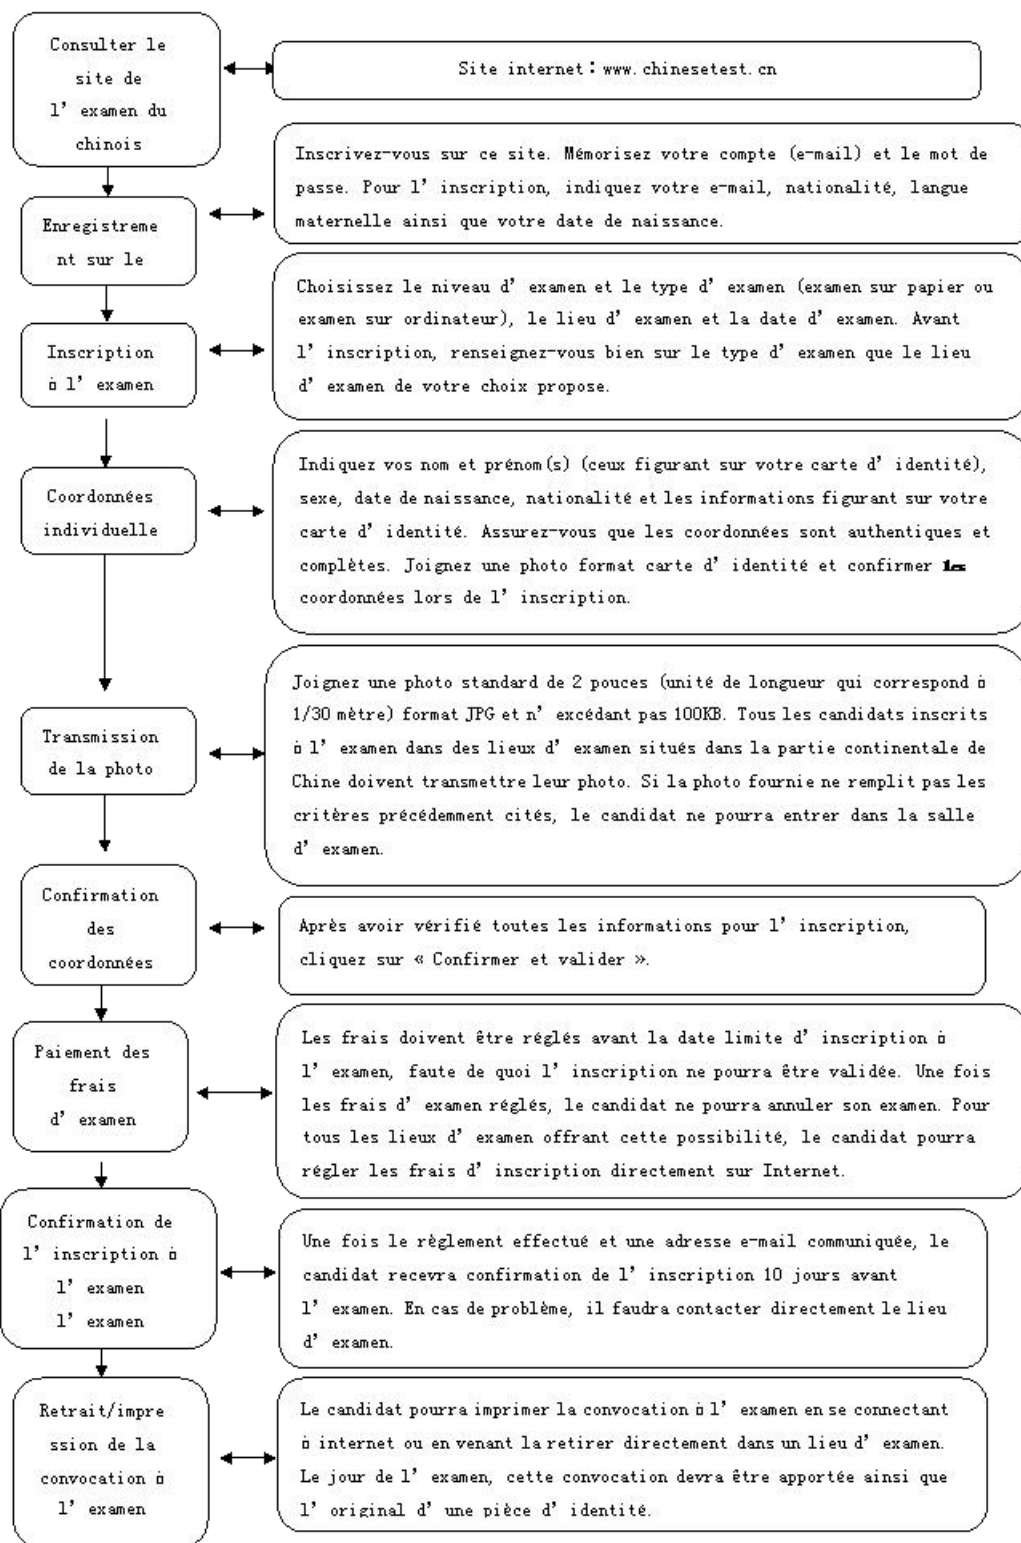 Consulter le
site de
l’examen du
chinois
Site internet：www.chinesetest.cn
Enregistreme
nt sur le
Inscrivez-vous sur ce site. Mémorisez votre compte (e-mail) et le mot de
passe. Pour l’inscription, indiquez votre e-mail, nationalité, langue
maternelle ainsi que votre date de naissance.
Inscription
à l’examen
Choisissez le niveau d’examen et le type d’examen (examen sur papier ou
examen sur ordinateur), le lieu d’examen et la date d’examen. Avant
l’inscription, renseignez-vous bien sur le type d’examen que le lieu
d’examen de votre choix propose.
Coordonnées
individuelle
Indiquez vos nom et prénom(s) (ceux figurant sur votre carte d’identité),
sexe, date de naissance, nationalité et les informations figurant sur votre
carte d’identité. Assurez-vous que les coordonnées sont authentiques et
complètes. Joignez une photo format carte d’identité et confirmer les
coordonnées lors de l’inscription.
Transmission
de la photo
Joignez une photo standard de 2 pouces (unité de longueur qui correspond à
1/30 mètre) format JPG et n’excédant pas 100KB. Tous les candidats inscrits
à l’examen dans des lieux d’examen situés dans la partie continentale de
Chine doivent transmettre leur photo. Si la photo fournie ne remplit pas les
critères précédemment cités, le candidat ne pourra entrer dans la salle
d’examen.
Confirmation
des
coordonnées
Après avoir vérifié toutes les informations pour l’inscription,
cliquez sur « Confirmer et valider ».
Paiement des
frais
d’examen
Les frais doivent être réglés avant la date limite d’inscription à
l’examen, faute de quoi l’inscription ne pourra être validée. Une fois
les frais d’examen réglés, le candidat ne pourra annuler son examen. Pour
tous les lieux d’examen offrant cette possibilité, le candidat pourra
régler les frais d’inscription directement sur Internet.
Confirmation de
l’inscription à
l’examen
l’examen
Une fois le règlement effectué et une adresse e-mail communiquée, le
candidat recevra confirmation de l’inscription 10 jours avant
l’examen. En cas de problème, il faudra contacter directement le lieu
d’examen.
Retrait/impre
ssion de la
convocation à
l’examen
Le candidat pourra imprimer la convocation à l’examen en se connectant
à internet ou en venant la retirer directement dans un lieu d’examen.
Le jour de l’examen, cette convocation devra être apportée ainsi que
l’original d’une pièce d’identité.